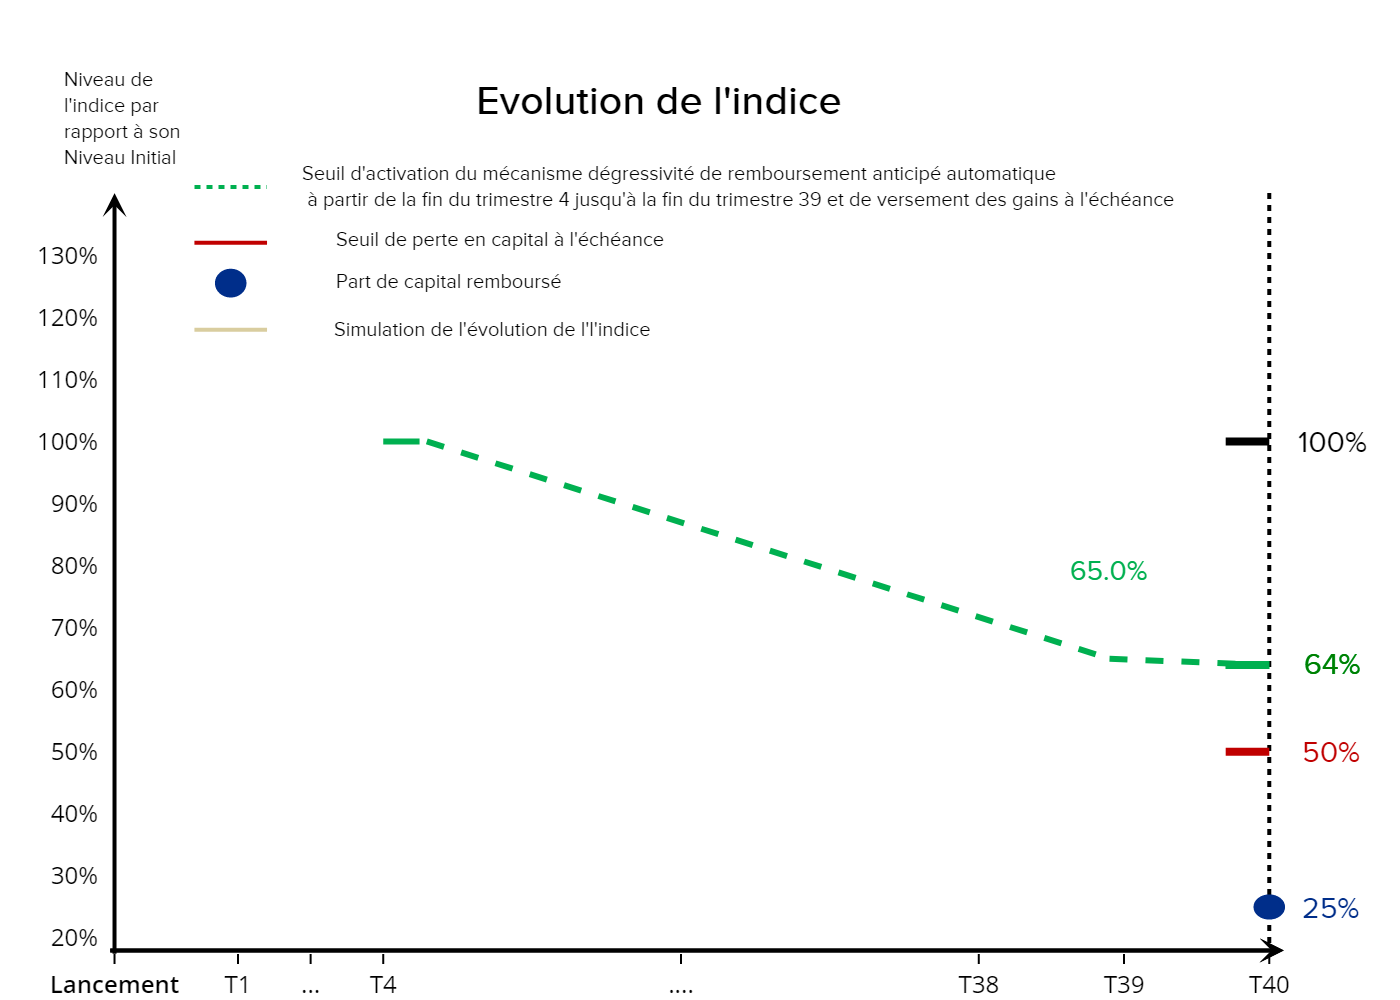 Niveau de
l'indice par
rapport à son
Niveau Initial
Evolution de l'indice
Seuil d'activation du mécanisme dégressivité de remboursement anticipé automatique
à partir de la fin du trimestre 4 jusqu'à la fin du trimestre 39 et de versement des gains à l'échéance
Seuil de perte en capital à l'échéance
Part de capital remboursé
Simulation de l'évolution de l'l'indice
130%
120%
110%
100%
90%
80%
70%
60%
50%
40%
30%
20%
100%
65.0%
64%
50%
25%
Lancement T1 ... T4 .... T38 T39 T40